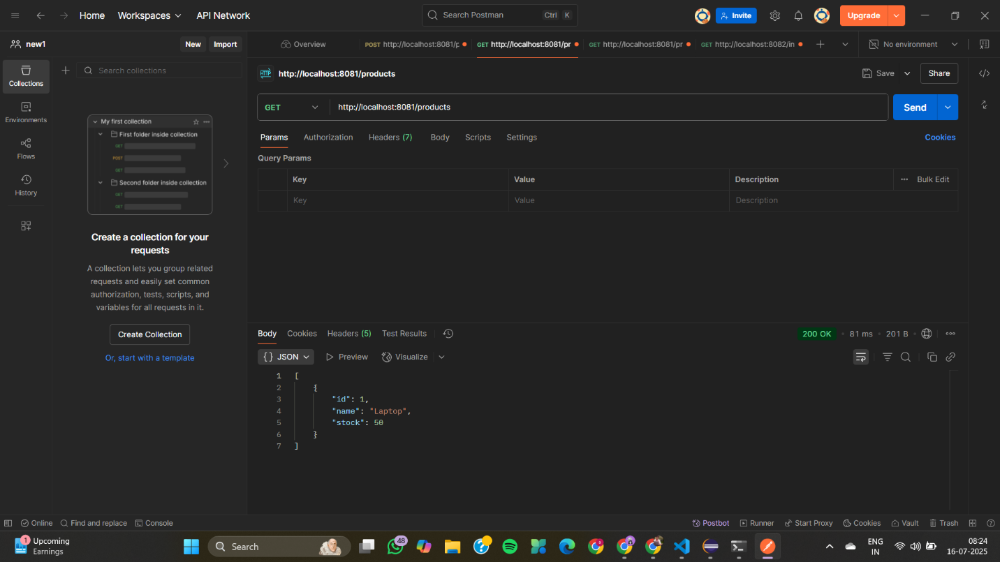 Home Workspaces API Network
Search Postman Ctrl K
Invite
Upgrade
new1 New Import
Overview
POST http://localhost:8081/p
GET http://localhost:8081/pr
GET http://localhost:8081/pr
GET http://localhost:8082/in
No environment
Collections
Environments
Flows
History
Search collections
My first collection
First folder inside collection
GET
POST
GET
Second folder inside collection
GET
GET
Create a collection for your
requests
A collection lets you group related
requests and easily set common
authorization, tests, scripts, and
variables for all requests in it.
Create Collection
Or, start with a template
HTTP http://localhost:8081/products
Save Share
GET http://localhost:8081/products
Send
Params Authorization Headers (7) Body Scripts Settings Cookies
Query Params
Key Value Description Bulk Edit
Key Value Description
Body Cookies Headers (5) Test Results
200 OK 81 ms 201 B
{ } JSON Preview Visualize
1 [
2 {
3 "id": 1,
4 "name": "Laptop",
5 "stock": 50
6 }
7 ]
Online Find and replace Console
Postbot Runner Start Proxy Cookies Vault Trash
1 Upcoming
Earnings
Search
48
ENG
IN
08:24
16-07-2025